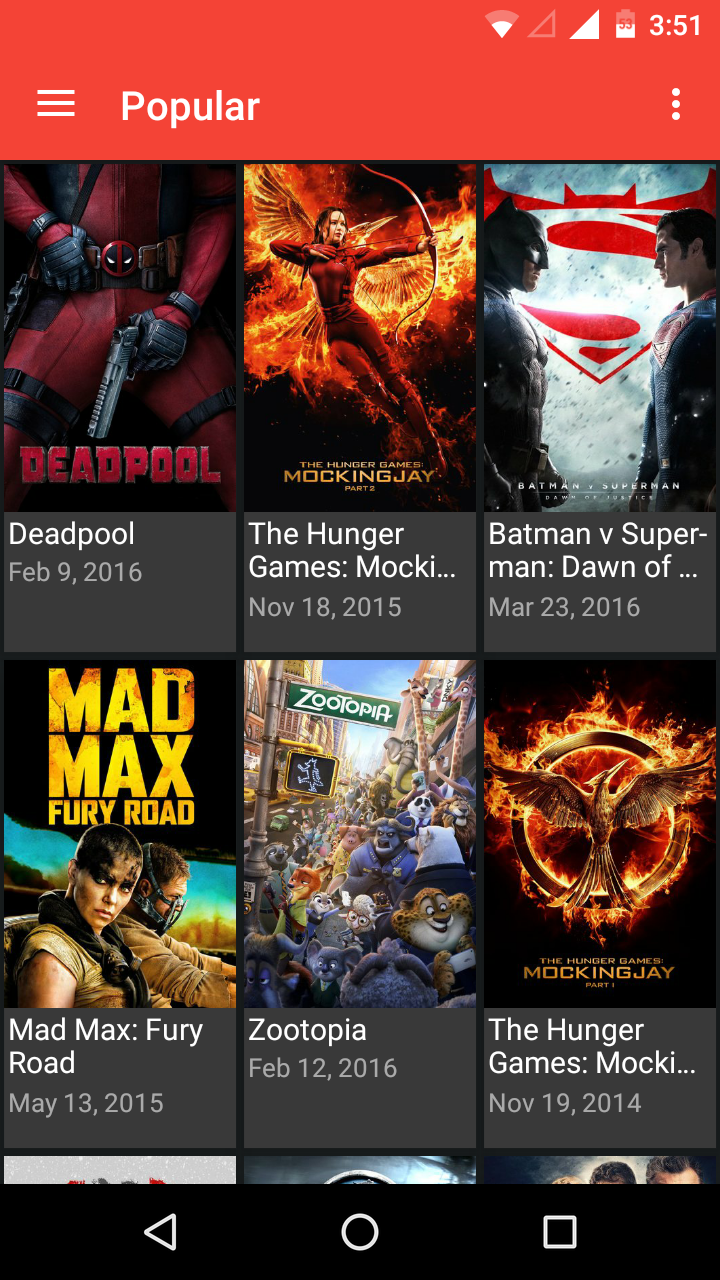 53 3:51
Popular
DEADPOOL
THE HUNGER GAMES:
MOCKINGJAY
PART 2
BATMAN V SUPERMAN
DAWN OF JUSTICE
Deadpool
Feb 9, 2016
The Hunger
Games: Mocki...
Nov 18, 2015
Batman v Super-
man: Dawn of ...
Mar 23, 2016
MAD
MAX
FURY ROAD
ZOOTOPIA
THE HUNGER GAMES:
MOCKINGJAY
PART 1
Mad Max: Fury
Road
May 13, 2015
Zootopia
Feb 12, 2016
The Hunger
Games: Mocki...
Nov 19, 2014